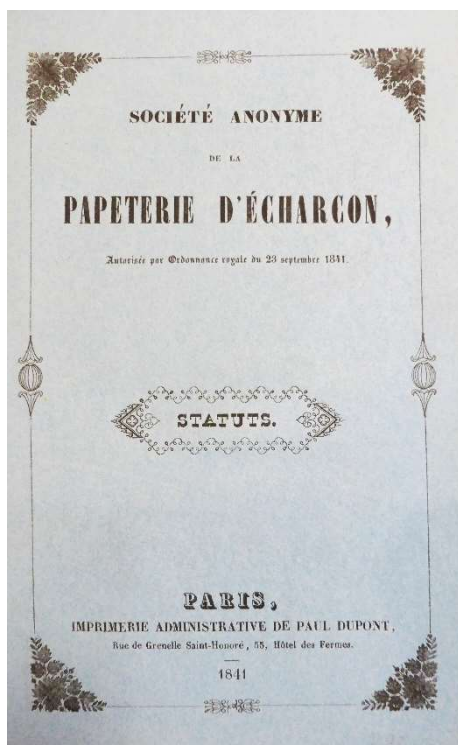 SOCIÉTÉ ANONYME
DE LA
PAPETERIE D'ÉCHARCON,
Autorisée par Ordonnance royale du 23 septembre 1841.
STATUTS.
PARIS,
IMPRIMERIE ADMINISTRATIVE DE PAUL DUPONT,
Rue de Grenelle Saint-Honoré, 55, Hôtel des Fermes.
1841